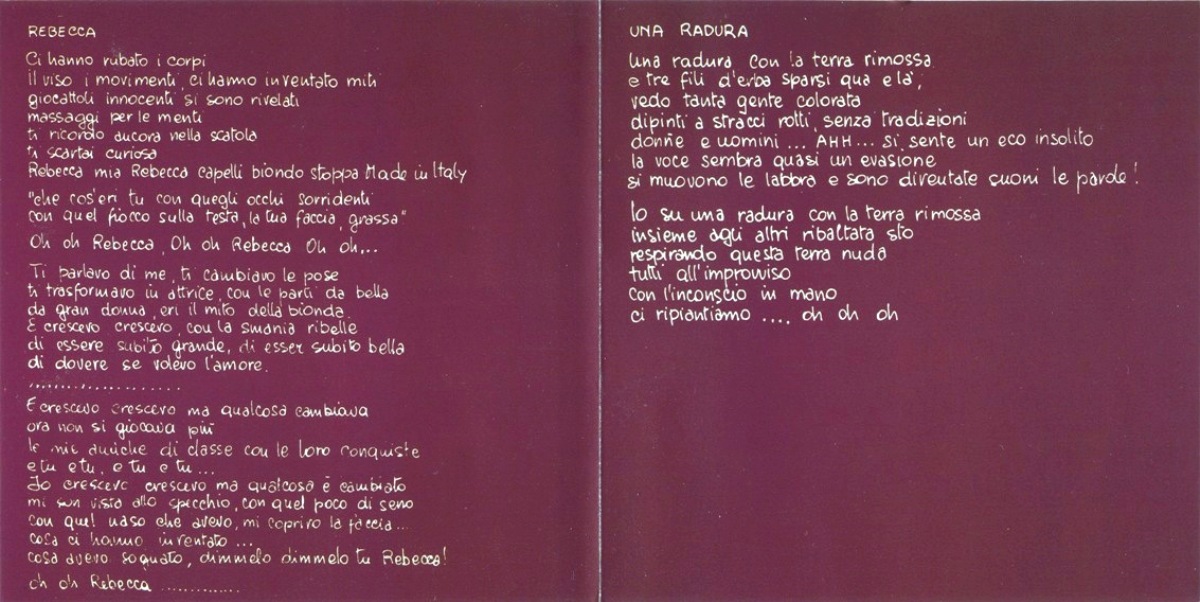 REBECCA
Ci hanno rubato i corpi
il viso i movimenti, ci hanno inventato miti
giocattoli innocenti si sono rivelati
massaggi per le menti
ti ricordo ancora nella scatola
ti scartai curiosa
Rebecca mia Rebecca capelli biondo stoppa Made in Italy
"che cos'eri tu con quegli occhi sorridenti
con quel fiocco sulla testa, la tua faccia, grassa"
Oh oh Rebecca, Oh oh Rebecca Oh oh...
Ti parlavo di me, ti cambiavo le pose
ti trasformavo in attrice, con le parti da bella
da gran donna, eri il mito della bionda.
E crescevo crescevo, con la smania ribelle
di essere subito grande, di esser subito bella
di dovere se volevo l'amore.
.....................
E crescevo crescevo ma qualcosa cambiava
ora non si giocava più
le mie amiche di classe con le loro conquiste
e tu e tu, e tu e tu...
Io crescevo crescevo ma qualcosa è cambiato
mi son vista allo specchio, con quel poco di seno
con quel naso che avevo, mi coprivo la faccia...
cosa ci hanno inventato...
cosa avevo sognato, dimmelo dimmelo tu Rebecca!
oh oh Rebecca .............
UNA RADURA
Una radura con la terra rimossa
e tre fili d'erba sparsi qua e là,
vedo tanta gente colorata
dipinti a stracci rotti, senza tradizioni
donne e uomini... AHH... si sente un eco insolito
la voce sembra quasi un evasione
si muovono le labbra e sono diventate suoni le parole!
Io su una radura con la terra rimossa
insieme agli altri ribaltata sto
respirando questa terra nuda
tutti all'improvviso
con l'inconscio in mano
ci ripiantiamo ...., oh oh oh